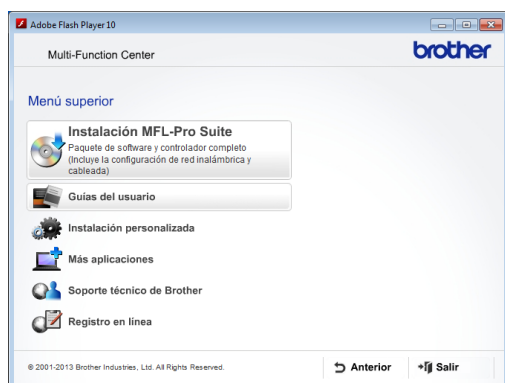 Adobe Flash Player 10
Multi-Function Center
brother
Menú superior
Instalación MFL-Pro Suite
Paquete de software y controlador completo
(Incluye la configuración de red inalámbrica y
cableada)
Guías del usuario
Instalación personalizada
Más aplicaciones
Soporte técnico de Brother
Registro en línea
© 2001-2013 Brother Industries, Ltd. All Rights Reserved.
Anterior
Salir